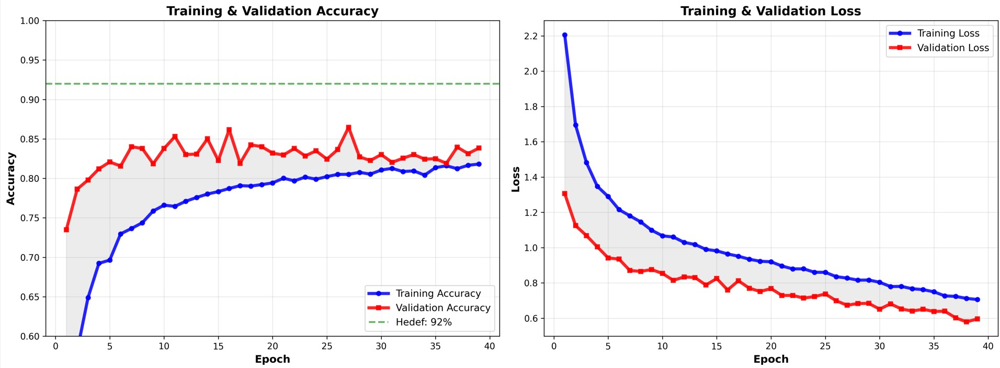 Training & Validation Accuracy
1.00
0.95
0.90
0.85
0.80
0.75
0.70
0.65
0.60
Accuracy
Training Accuracy
Validation Accuracy
Hedef: 92%
0 5 10 15 20 25 30 35 40
Epoch
Training & Validation Loss
2.2
2.0
1.8
1.6
1.4
1.2
1.0
0.8
0.6
Loss
Training Loss
Validation Loss
0 5 10 15 20 25 30 35 40
Epoch